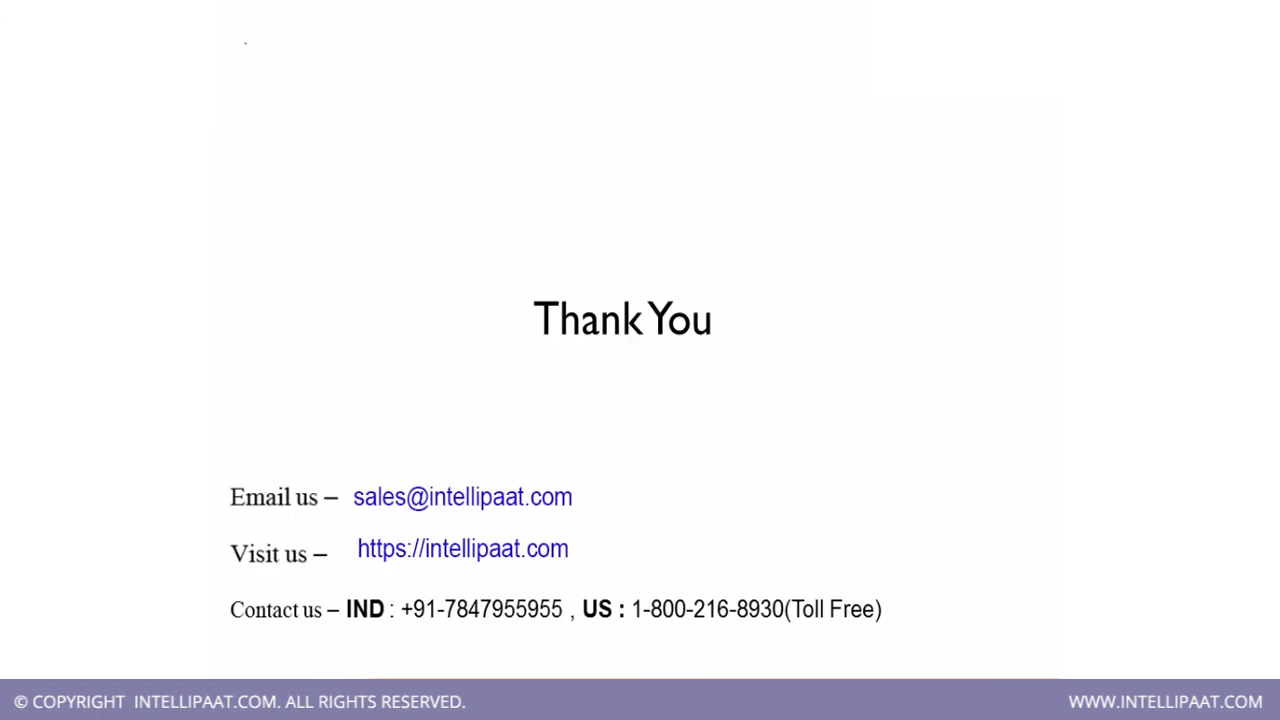 Thank You
Email us – sales@intellipaat.com
Visit us – https://intellipaat.com
Contact us – IND : +91-7847955955 , US : 1-800-216-8930(Toll Free)
© COPYRIGHT INTELLIPAAT.COM. ALL RIGHTS RESERVED.
WWW.INTELLIPAAT.COM